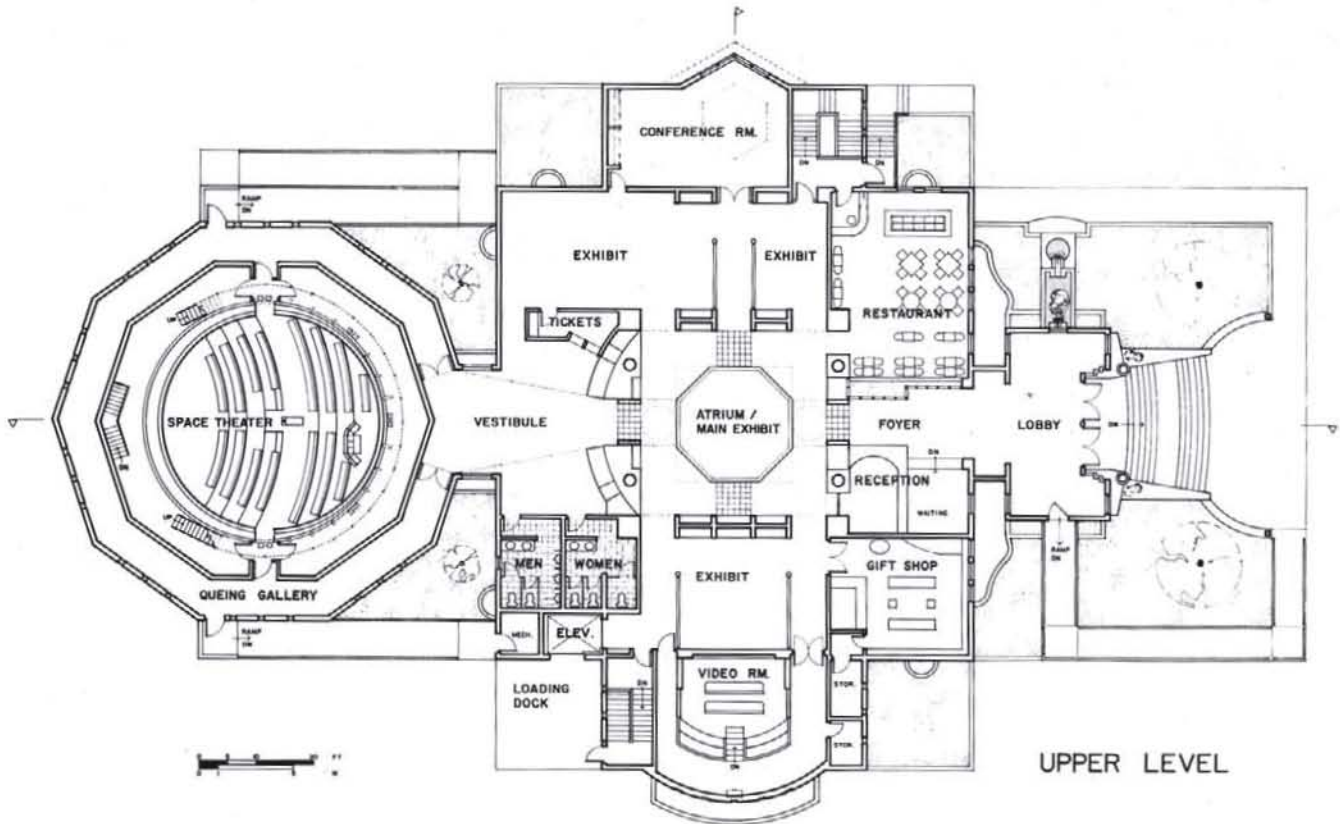 CONFERENCE RM.
DN
DN
RAMP
DN
EXHIBIT
EXHIBIT
TICKETS
RESTAURANT
UP
SPACE THEATER
VESTIBULE
ATRIUM /
MAIN EXHIBIT
FOYER
LOBBY
DN
DN
DN
RECEPTION
WAITING
UP
MEN
WOMEN
EXHIBIT
GIFT SHOP
RAMP
DN
QUEING GALLERY
RAMP
DN
MECH.
ELEV.
LOADING
DOCK
DN
VIDEO RM.
STOR.
STOR.
DN
UPPER LEVEL